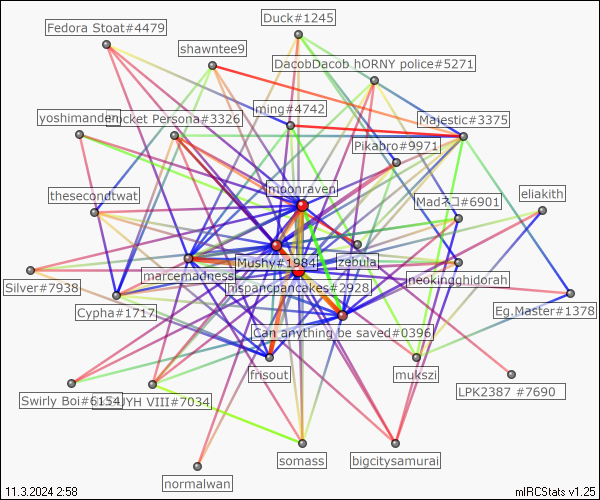 Duck#1245
Fedora Stoat#4479
shawntee9
DacobDacob hORNY police#5271
ming#4742
yoshimanden
Pocket Persona#3326
Majestic#3375
Pikabro#9971
moonraven
thesecondtwat
Madネコ#6901
eliakith
Mushy#1984
zebula
marcemadness
hispancpancakes#2928
neokingghidorah
Silver#7938
Cypha#1717
Eg.Master#1378
Can anything be saved#0396
frisout
mukszi
LPK2387 #7690
Swirly Boi#6154
VIII#7034
somass
bigcitysamurai
normalwan
11.3.2024 2:58
mIRCStats v1.25